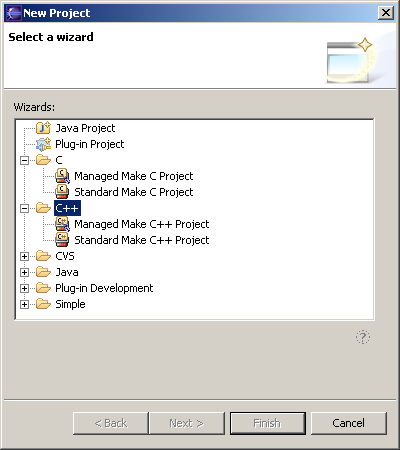 New Project
Select a wizard
Wizards:
Java Project
Plug-in Project
C
Managed Make C Project
Standard Make C Project
C++
Managed Make C++ Project
Standard Make C++ Project
CVS
Java
Plug-in Development
Simple
?
< Back Next > Finish Cancel